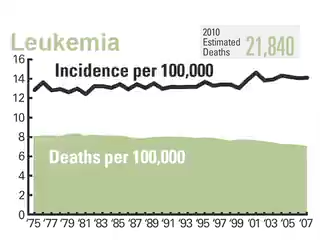 Leukemia
2010
Estimated
Deaths
21,840
16
14
12
10
8
6
4
2
0
Incidence per 100,000
Deaths per 100,000
'75 '77 '79 '81 '83 '85 '87 '89 '91 '93 '95 '97 '99 '01 '03 '05 '07